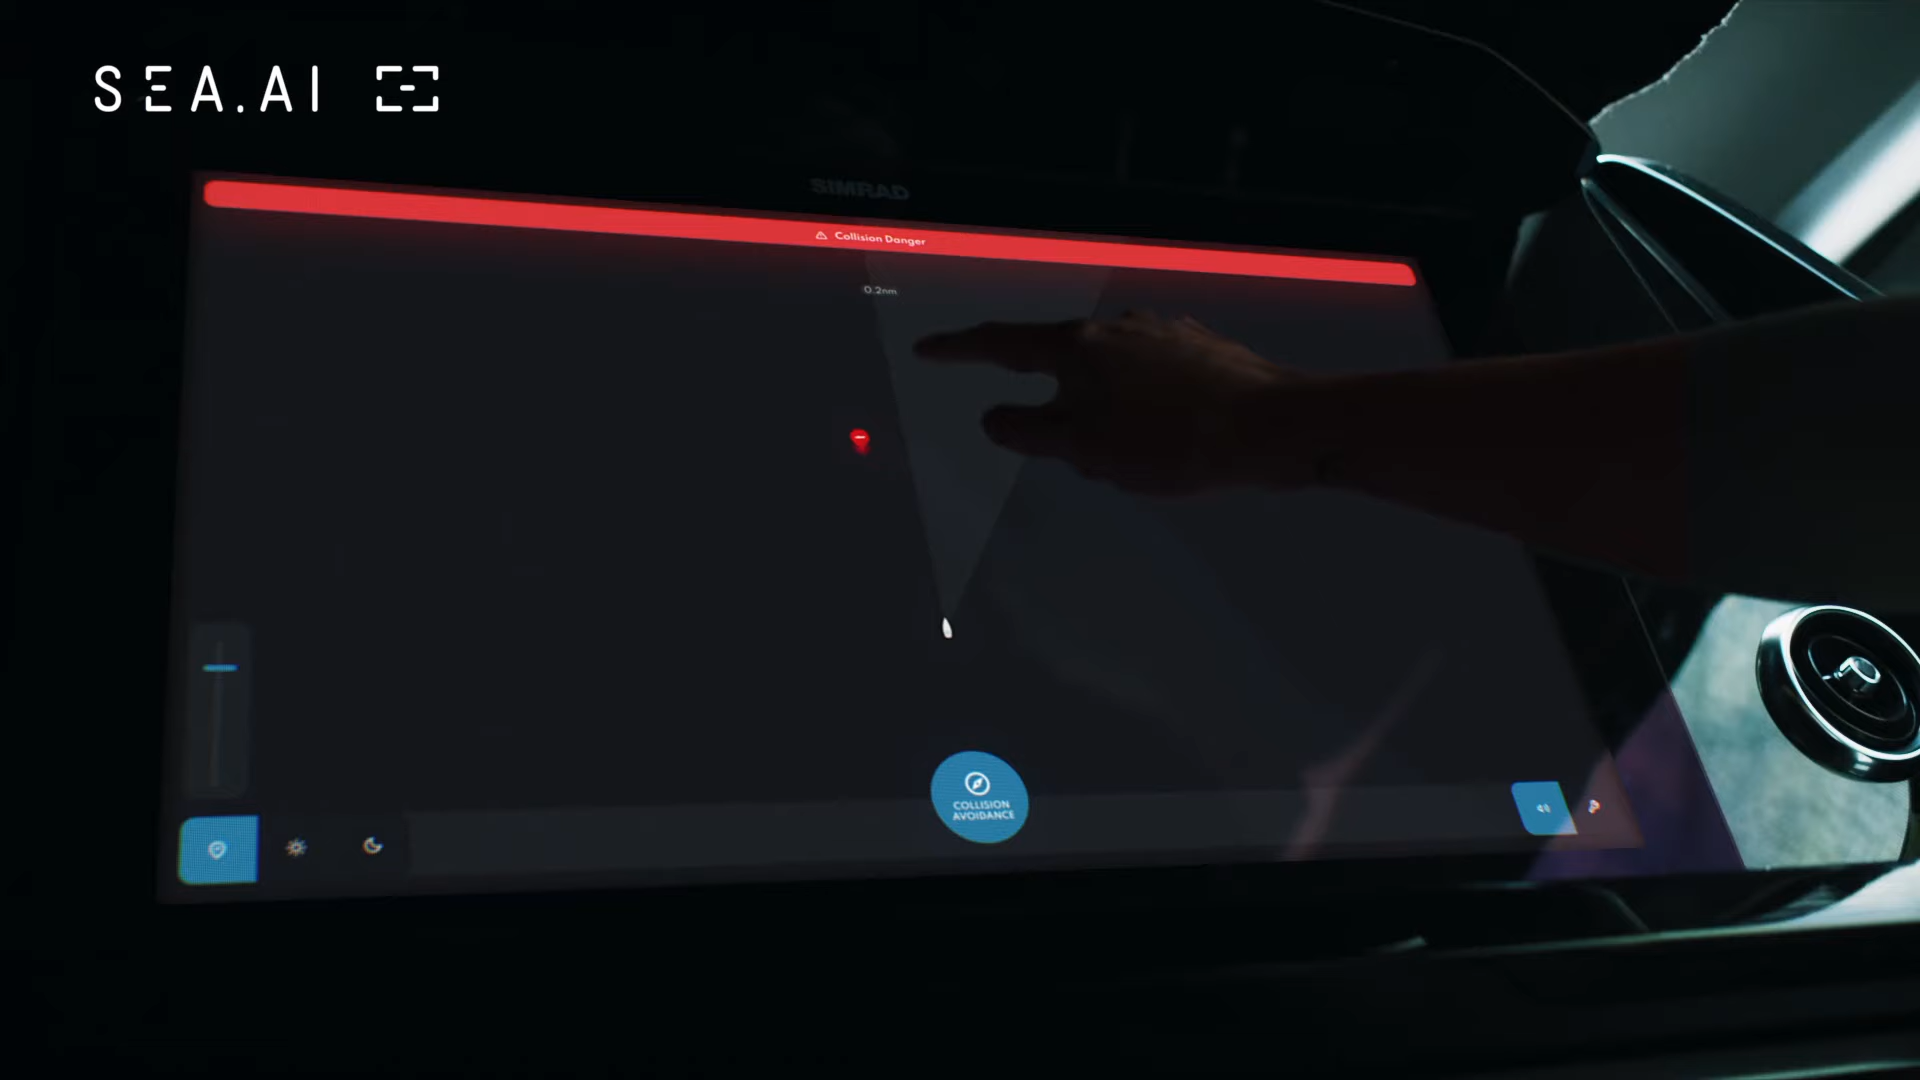 SEA.AI
SIMRAD
Collision Danger
0.2nm
COLLISION
AVOIDANCE